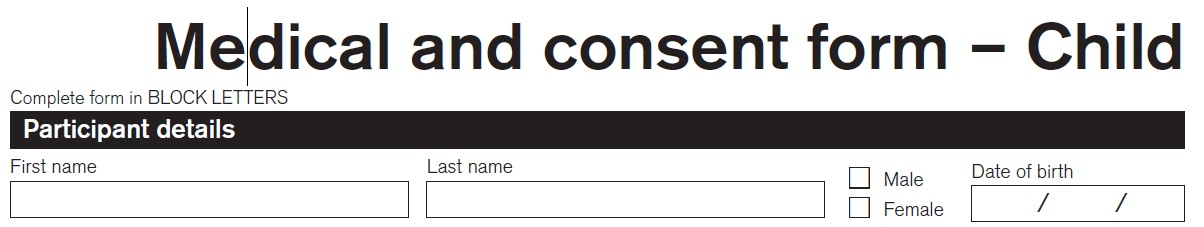 Medical and consent form – Child
Complete form in BLOCK LETTERS
Participant details
First name
Last name
Male
Female
Date of birth
/ /